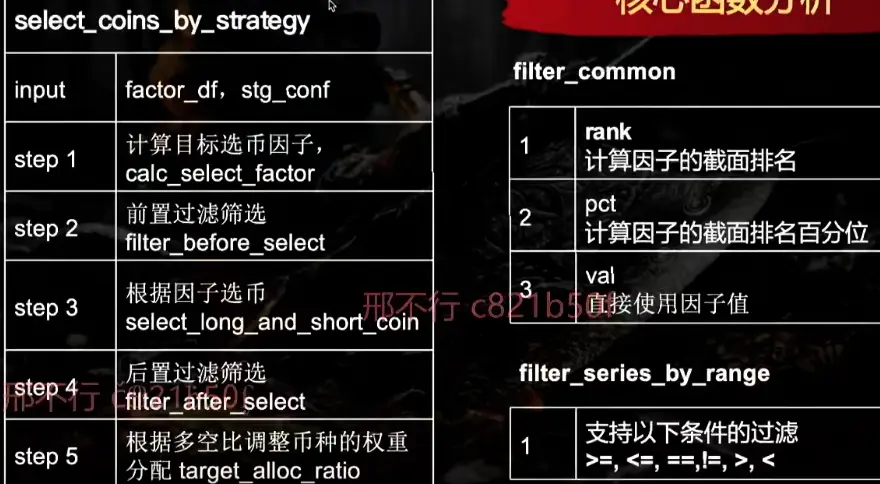 select_coins_by_strategy
input
factor_df，stg_conf
step 1
计算目标选币因子，
calc_select_factor
step 2
前置过滤筛选
filter_before_select
step 3
根据因子选币
select_long_and_short_coin
step 4
后置过滤筛选
filter_after_select
step 5
根据多空比调整币种的权重
分配 target_alloc_ratio
核心函数分析
filter_common
1
rank
计算因子的截面排名
2
pct
计算因子的截面排名百分位
3
val
直接使用因子值
filter_series_by_range
1
支持以下条件的过滤
>=, <=, ==,!=, >, <
邢不行 c821b50f
邢不行 c821b50f